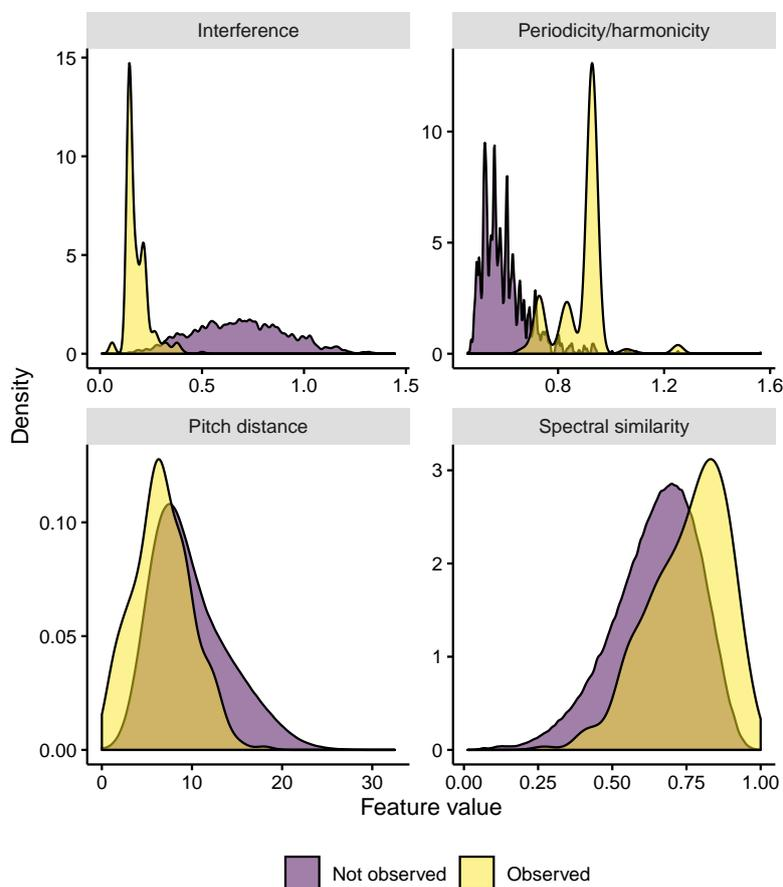 Interference
Periodicity/harmonicity
15
10
5
0
10
5
0
0.0 0.5 1.0 1.5
0.8 1.2 1.6
Density
Pitch distance
Spectral similarity
0.10
0.05
0.00
3
2
1
0
0 10 20 30
0.00 0.25 0.50 0.75 1.00
Feature value
Not observed Observed